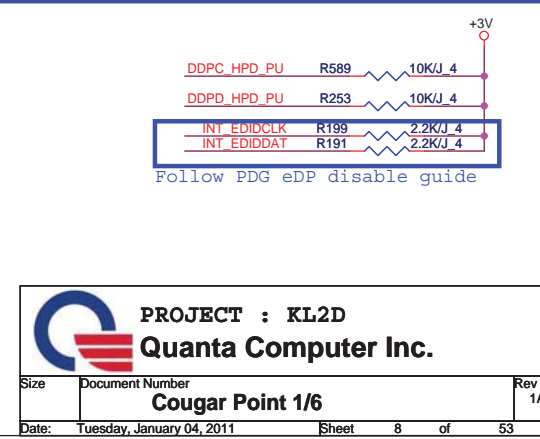 +3V
DDPC_HPD_PU R589 10K/J_4
DDPD_HPD_PU R253 10K/J_4
INT_EDIDCLK R199 2.2K/J_4
INT_EDIDDAT R191 2.2K/J_4
Follow PDG eDP disable guide
PROJECT : KL2D
Quanta Computer Inc.
Size Document Number Rev
Cougar Point 1/6
Date: Tuesday, January 04, 2011 Sheet 8 of 53